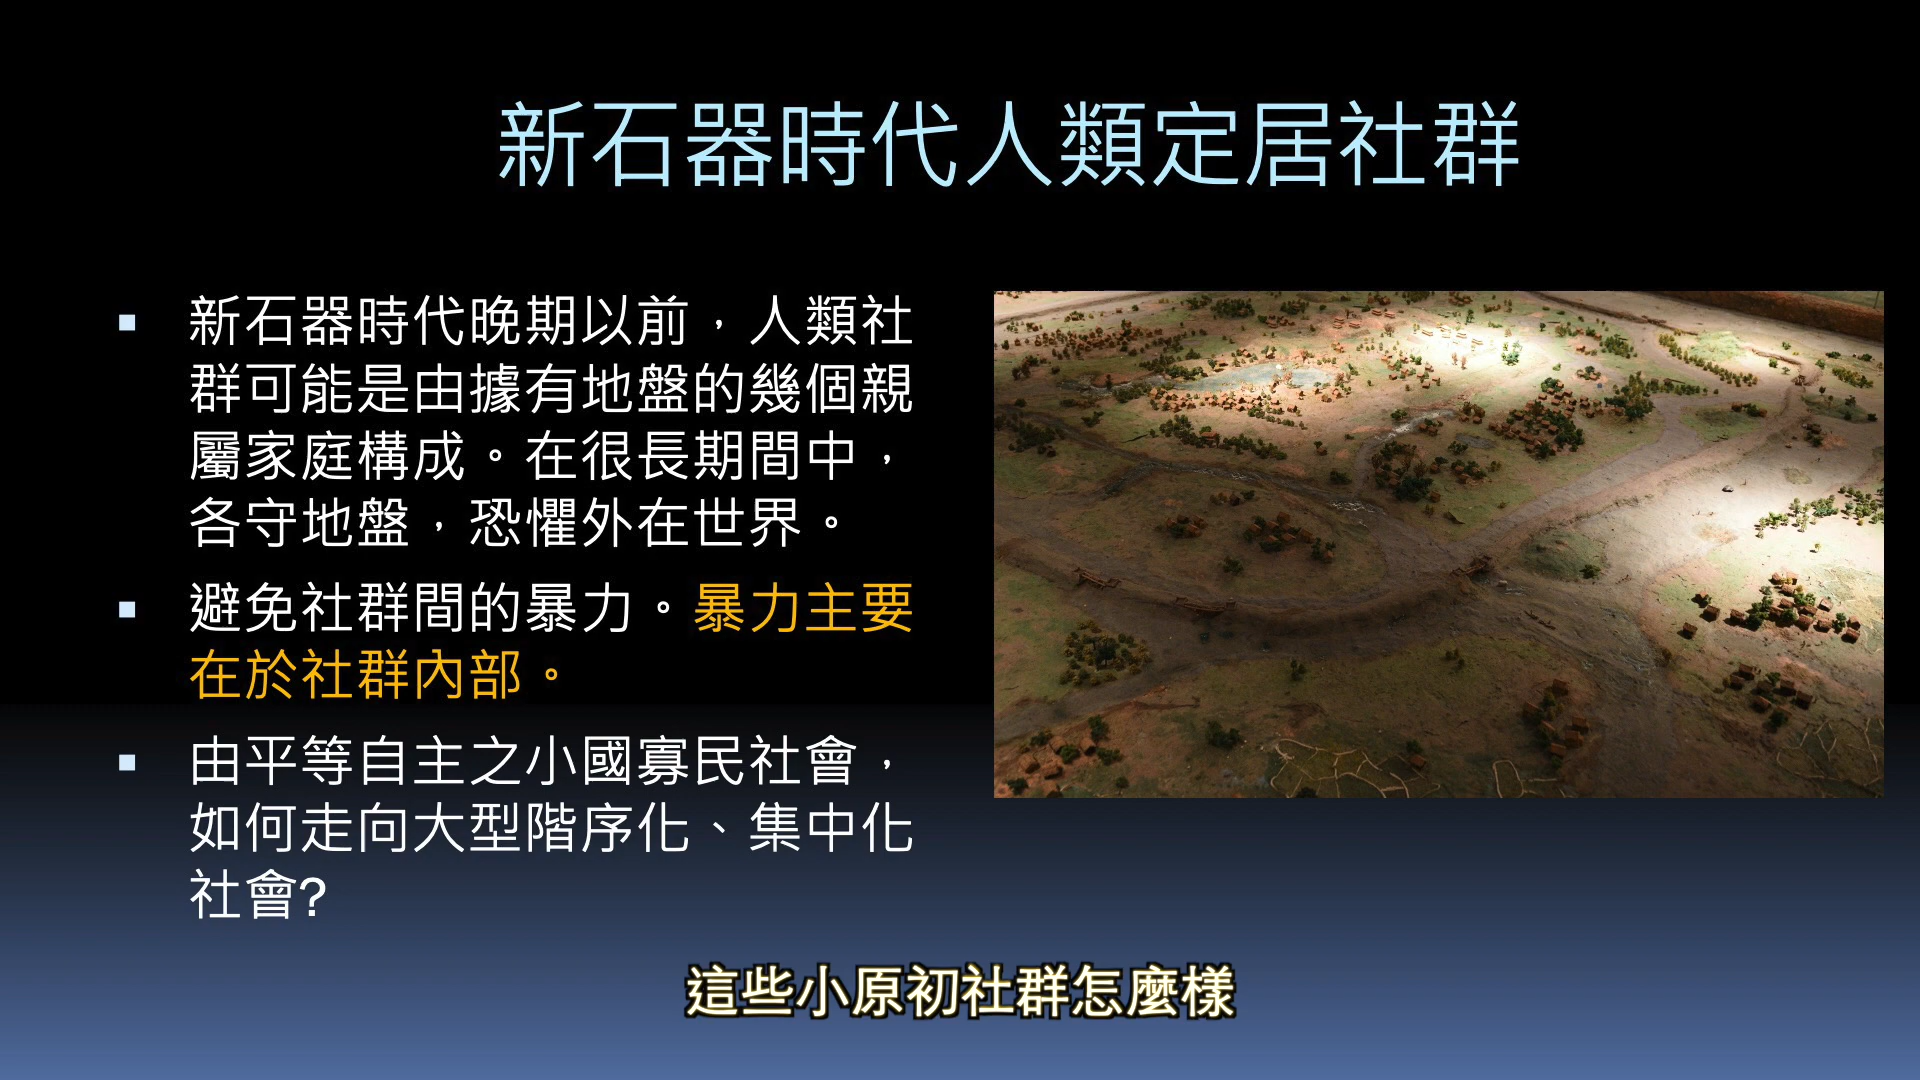 新石器時代人類定居社群
▪ 新石器時代晚期以前，人類社
群可能是由據有地盤的幾個親
屬家庭構成。在很長期間中，
各守地盤，恐懼外在世界。
▪ 避免社群間的暴力。暴力主要
在於社群內部。
▪ 由平等自主之小國寡民社會，
如何走向大型階序化、集中化
社會?
這些小原初社群怎麼樣